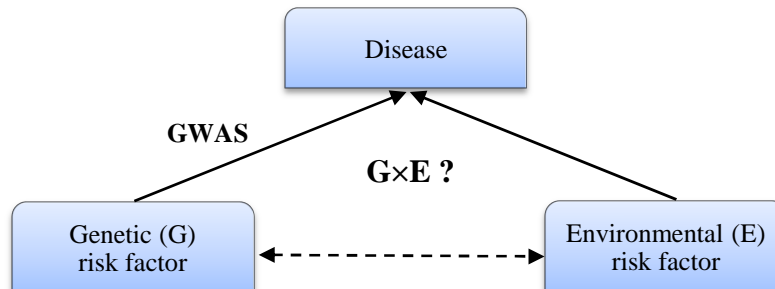 Disease
GWAS
G×E ?
Genetic (G)
risk factor
Environmental (E)
risk factor